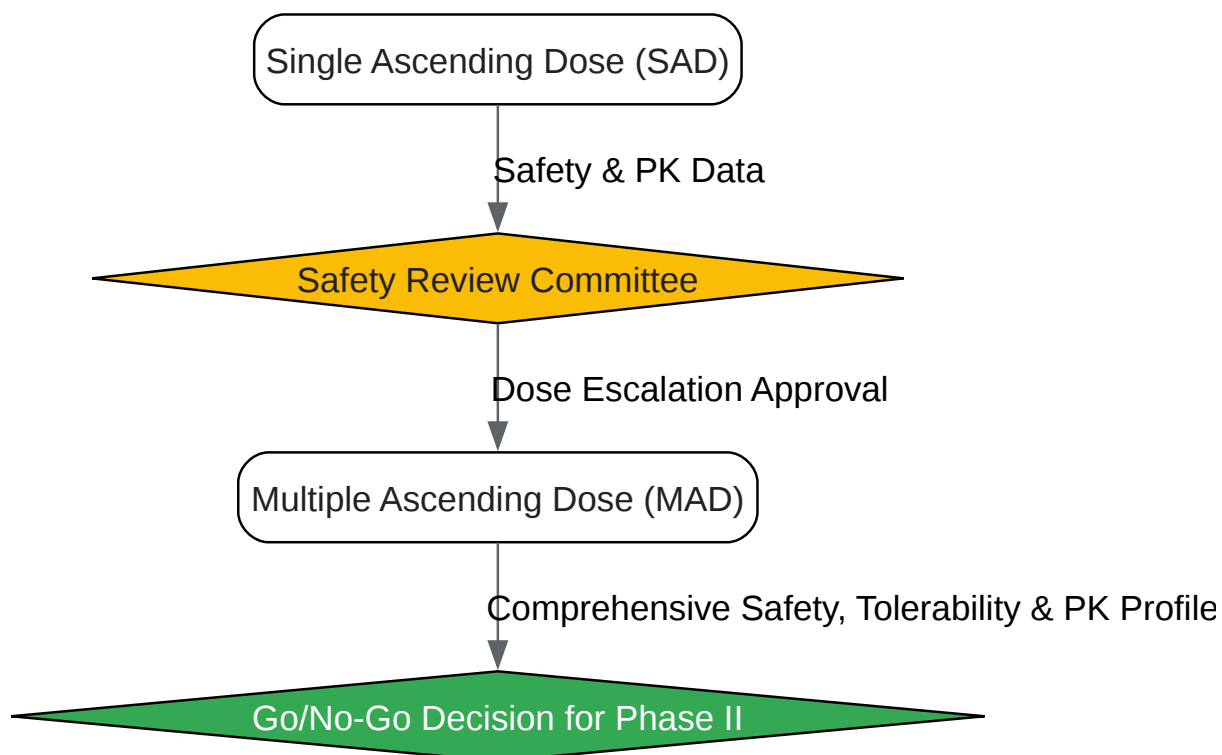 Single Ascending Dose (SAD)
Safety & PK Data
Safety Review Committee
Dose Escalation Approval
Multiple Ascending Dose (MAD)
Comprehensive Safety, Tolerability & PK Profile
Go/No-Go Decision for Phase II